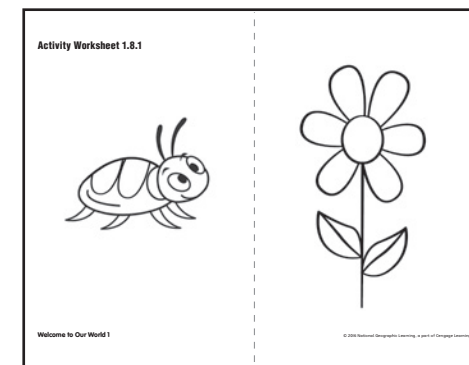 Activity Worksheet 1.8.1
Welcome to Our World 1
© 2016 National Geographic Learning, a part of Cengage Learning